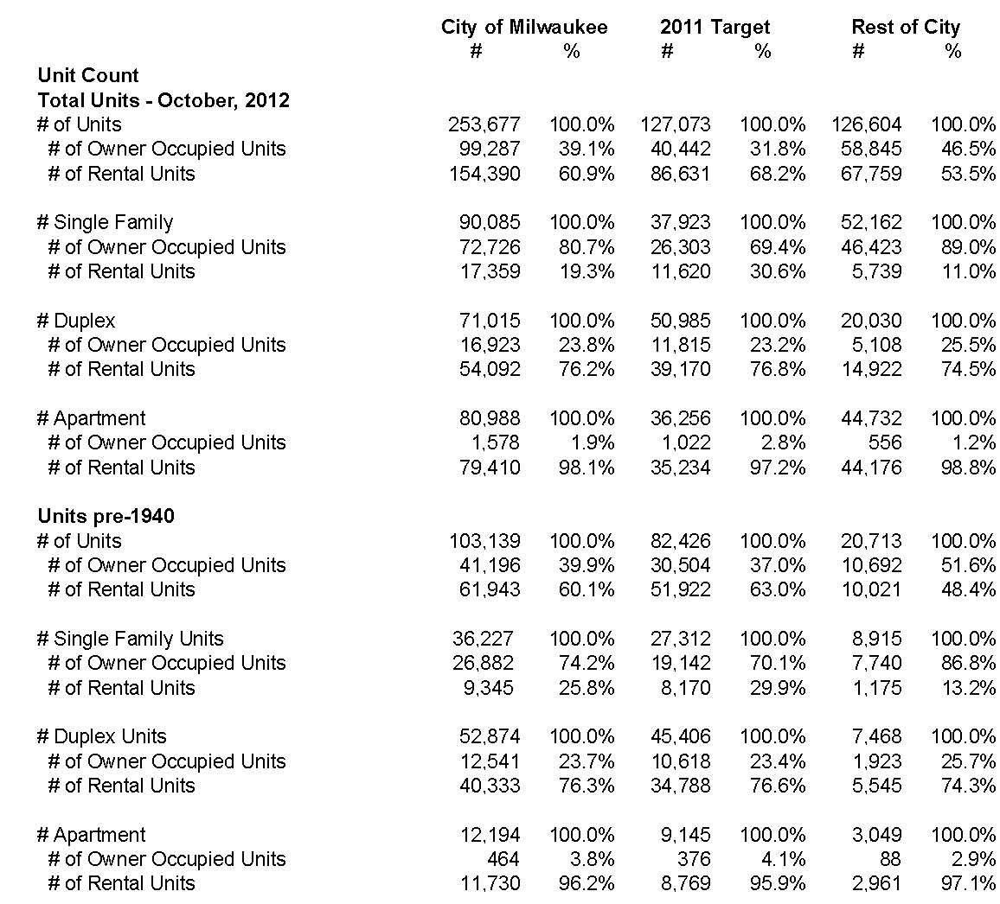 City of Milwaukee 2011 Target Rest of City
# % # % # %
Unit Count
Total Units - October, 2012
# of Units 253,677 100.0% 127,073 100.0% 126,604 100.0%
# of Owner Occupied Units 99,287 39.1% 40,442 31.8% 58,845 46.5%
# of Rental Units 154,390 60.9% 86,631 68.2% 67,759 53.5%
# Single Family 90,085 100.0% 37,923 100.0% 52,162 100.0%
# of Owner Occupied Units 72,726 80.7% 26,303 69.4% 46,423 89.0%
# of Rental Units 17,359 19.3% 11,620 30.6% 5,739 11.0%
# Duplex 71,015 100.0% 50,985 100.0% 20,030 100.0%
# of Owner Occupied Units 16,923 23.8% 11,815 23.2% 5,108 25.5%
# of Rental Units 54,092 76.2% 39,170 76.8% 14,922 74.5%
# Apartment 80,988 100.0% 36,256 100.0% 44,732 100.0%
# of Owner Occupied Units 1,578 1.9% 1,022 2.8% 556 1.2%
# of Rental Units 79,410 98.1% 35,234 97.2% 44,176 98.8%
Units pre-1940
# of Units 103,139 100.0% 82,426 100.0% 20,713 100.0%
# of Owner Occupied Units 41,196 39.9% 30,504 37.0% 10,692 51.6%
# of Rental Units 61,943 60.1% 51,922 63.0% 10,021 48.4%
# Single Family Units 36,227 100.0% 27,312 100.0% 8,915 100.0%
# of Owner Occupied Units 26,882 74.2% 19,142 70.1% 7,740 86.8%
# of Rental Units 9,345 25.8% 8,170 29.9% 1,175 13.2%
# Duplex Units 52,874 100.0% 45,406 100.0% 7,468 100.0%
# of Owner Occupied Units 12,541 23.7% 10,618 23.4% 1,923 25.7%
# of Rental Units 40,333 76.3% 34,788 76.6% 5,545 74.3%
# Apartment 12,194 100.0% 9,145 100.0% 3,049 100.0%
# of Owner Occupied Units 464 3.8% 376 4.1% 88 2.9%
# of Rental Units 11,730 96.2% 8,769 95.9% 2,961 97.1%